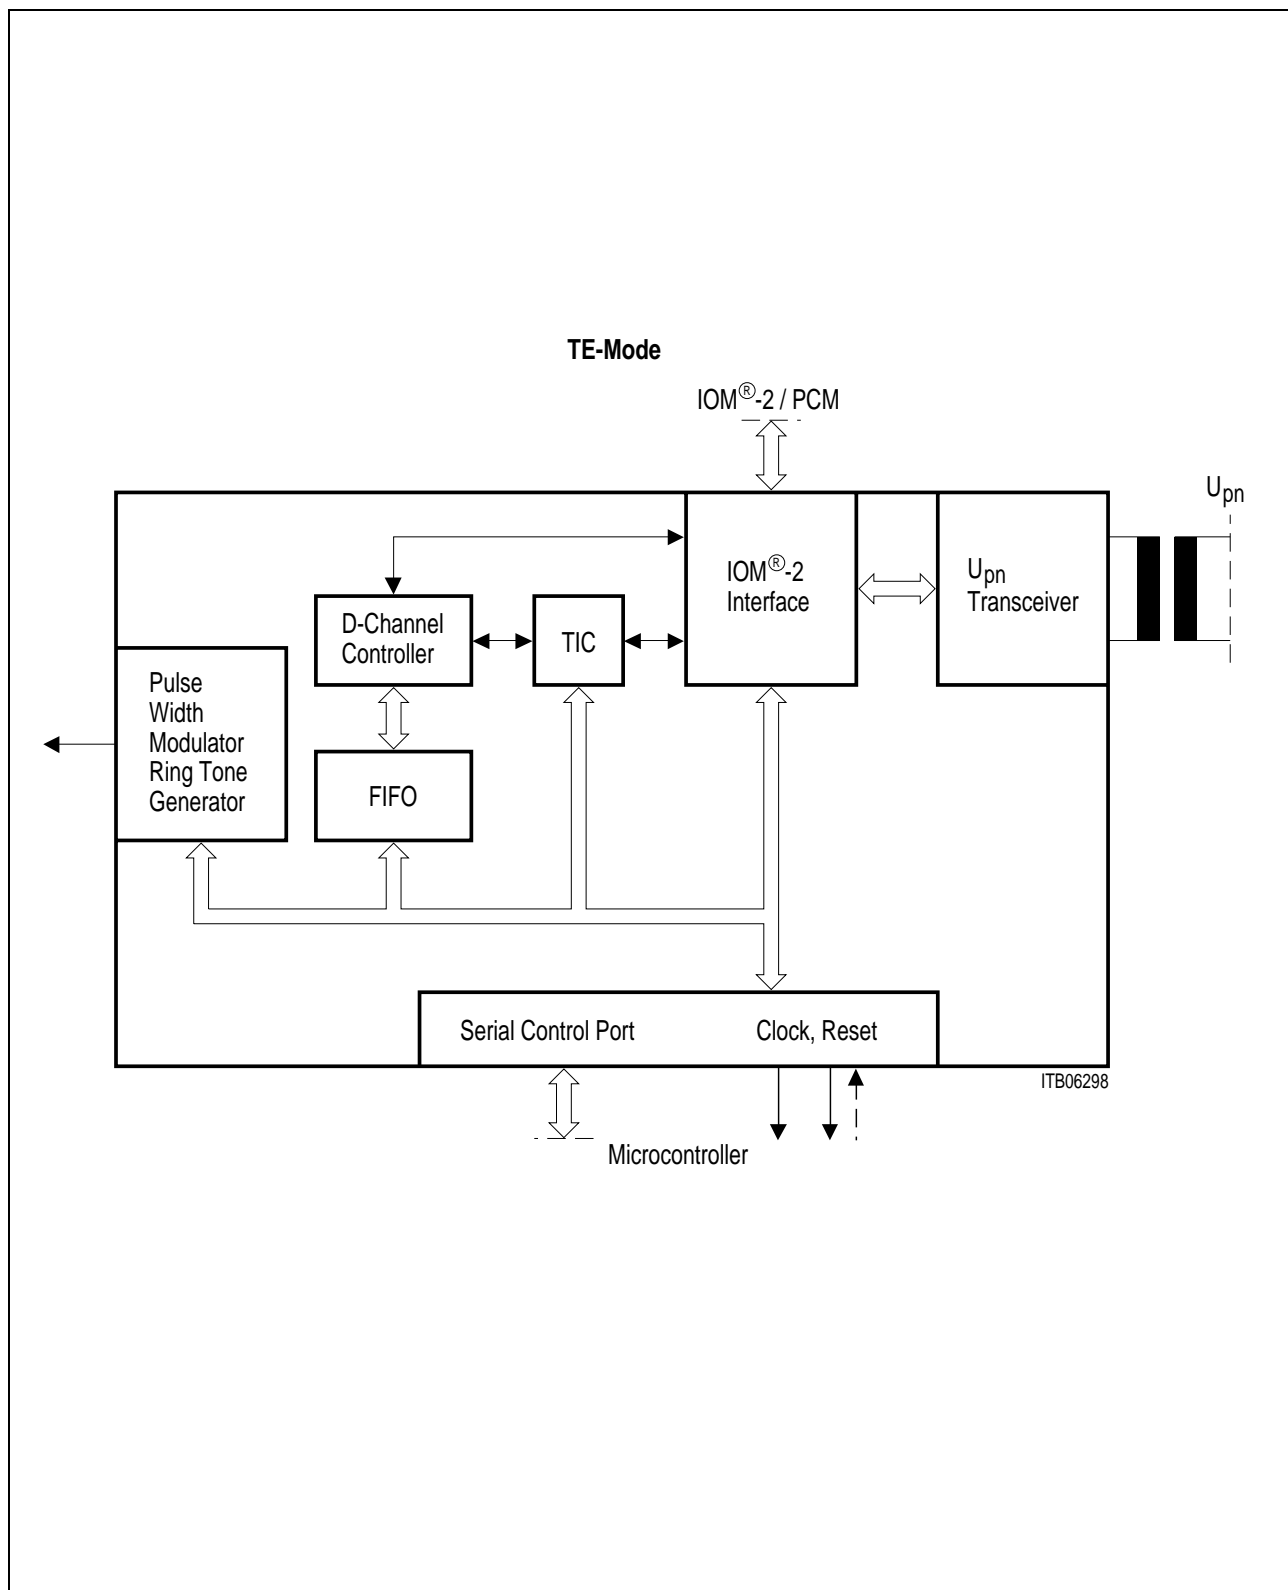 TE-Mode
IOM®-2 / PCM
Upn
IOM®-2
Interface
Upn
Transceiver
D-Channel
Controller
TIC
Pulse
Width
Modulator
Ring Tone
Generator
FIFO
Serial Control Port
Clock, Reset
ITB06298
Microcontroller